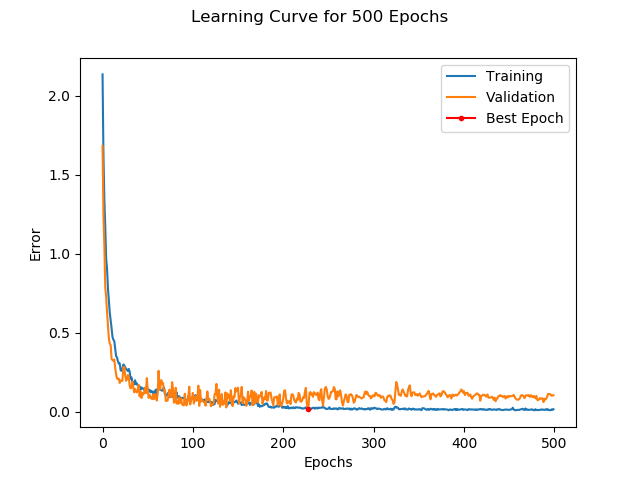 Learning Curve for 500 Epochs
Training
Validation
Best Epoch
2.0
1.5
1.0
0.5
0.0
Error
0 100 200 300 400 500
Epochs